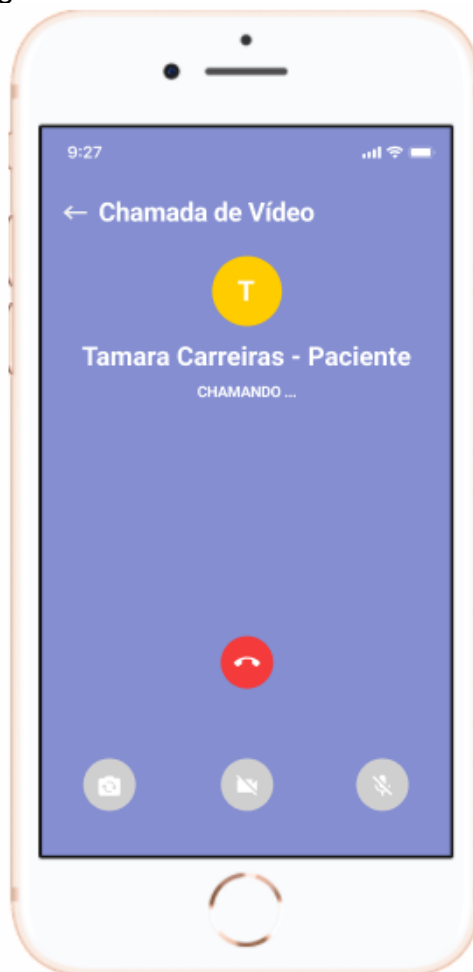 9:27
← Chamada de Vídeo
T
Tamara Carreiras - Paciente
CHAMANDO ...